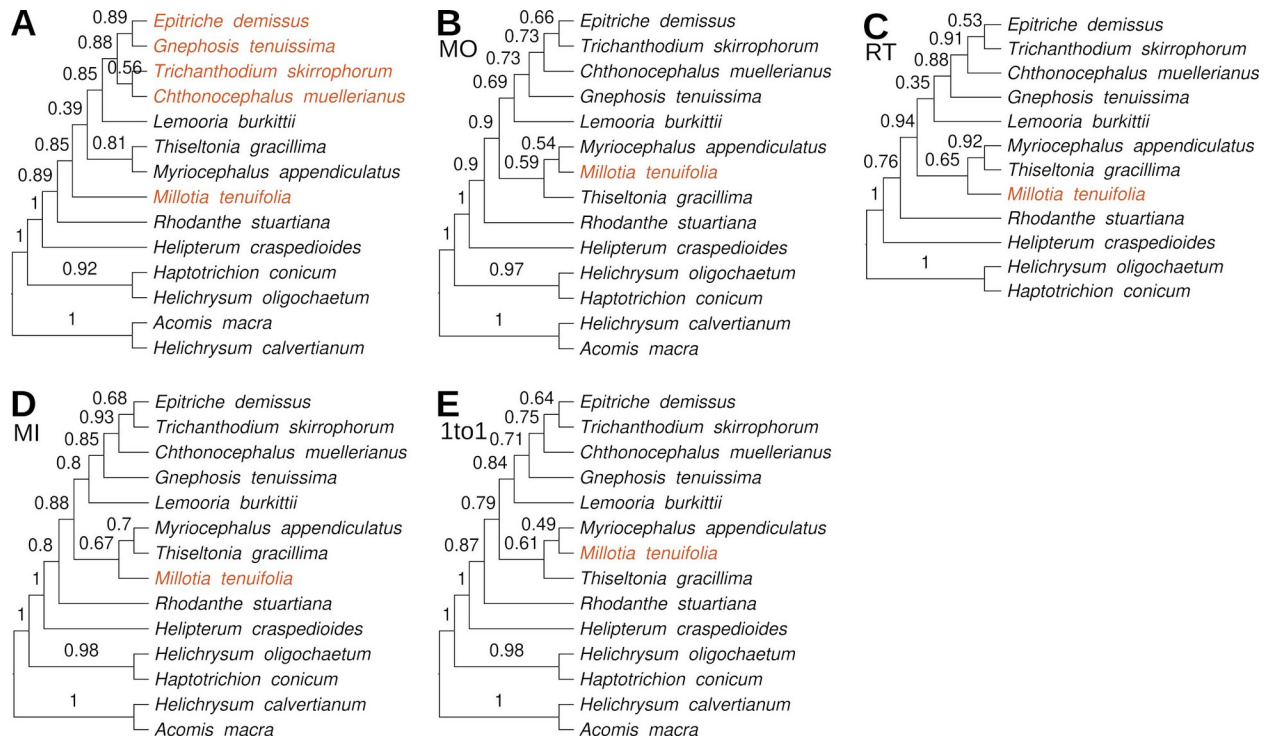 A
0.89
Epitriche demissus
0.88
Gnephosis tenuissima
0.85
0.56
Trichanthodium skirrophorum
Chthonocephalus muellerianus
0.39
Lemooria burkittii
0.85
0.81
Thiseltonia gracillima
Myriocephalus appendiculatus
0.89
Millotia tenuifolia
1
Rhodanthe stuartiana
Helipterum craspedioides
0.92
Haptotrichion conicum
Helichrysum oligochaetum
1
Acomis macra
Helichrysum calvertianum
B
MO
0.66
Epitriche demissus
0.73
Trichanthodium skirrophorum
0.73
Chthonocephalus muellerianus
0.69
Gnephosis tenuissima
0.9
Lemooria burkittii
0.54
Myriocephalus appendiculatus
0.9
0.59
Millotia tenuifolia
Thiseltonia gracillima
1
Rhodanthe stuartiana
1
Helipterum craspedioides
0.97
Helichrysum oligochaetum
Haptotrichion conicum
1
Helichrysum calvertianum
Acomis macra
C
RT
0.53
Epitriche demissus
0.91
Trichanthodium skirrophorum
0.88
Chthonocephalus muellerianus
0.35
Gnephosis tenuissima
0.94
Lemooria burkittii
0.92
Myriocephalus appendiculatus
0.76
0.65
Thiseltonia gracillima
1
Millotia tenuifolia
Rhodanthe stuartiana
Helipterum craspedioides
1
Helichrysum oligochaetum
Haptotrichion conicum
D
MI
0.68
Epitriche demissus
0.93
Trichanthodium skirrophorum
0.85
Chthonocephalus muellerianus
0.8
Gnephosis tenuissima
0.88
Lemooria burkittii
0.7
Myriocephalus appendiculatus
0.8
0.67
Thiseltonia gracillima
1
Millotia tenuifolia
1
Rhodanthe stuartiana
Helipterum craspedioides
0.98
Helichrysum oligochaetum
Haptotrichion conicum
1
Helichrysum calvertianum
Acomis macra
E
1to1
0.64
Epitriche demissus
0.75
Trichanthodium skirrophorum
0.71
Chthonocephalus muellerianus
0.84
Gnephosis tenuissima
0.79
Lemooria burkittii
0.49
Myriocephalus appendiculatus
0.87
0.61
Millotia tenuifolia
1
Thiseltonia gracillima
1
Rhodanthe stuartiana
Helipterum craspedioides
0.98
Helichrysum oligochaetum
Haptotrichion conicum
1
Helichrysum calvertianum
Acomis macra